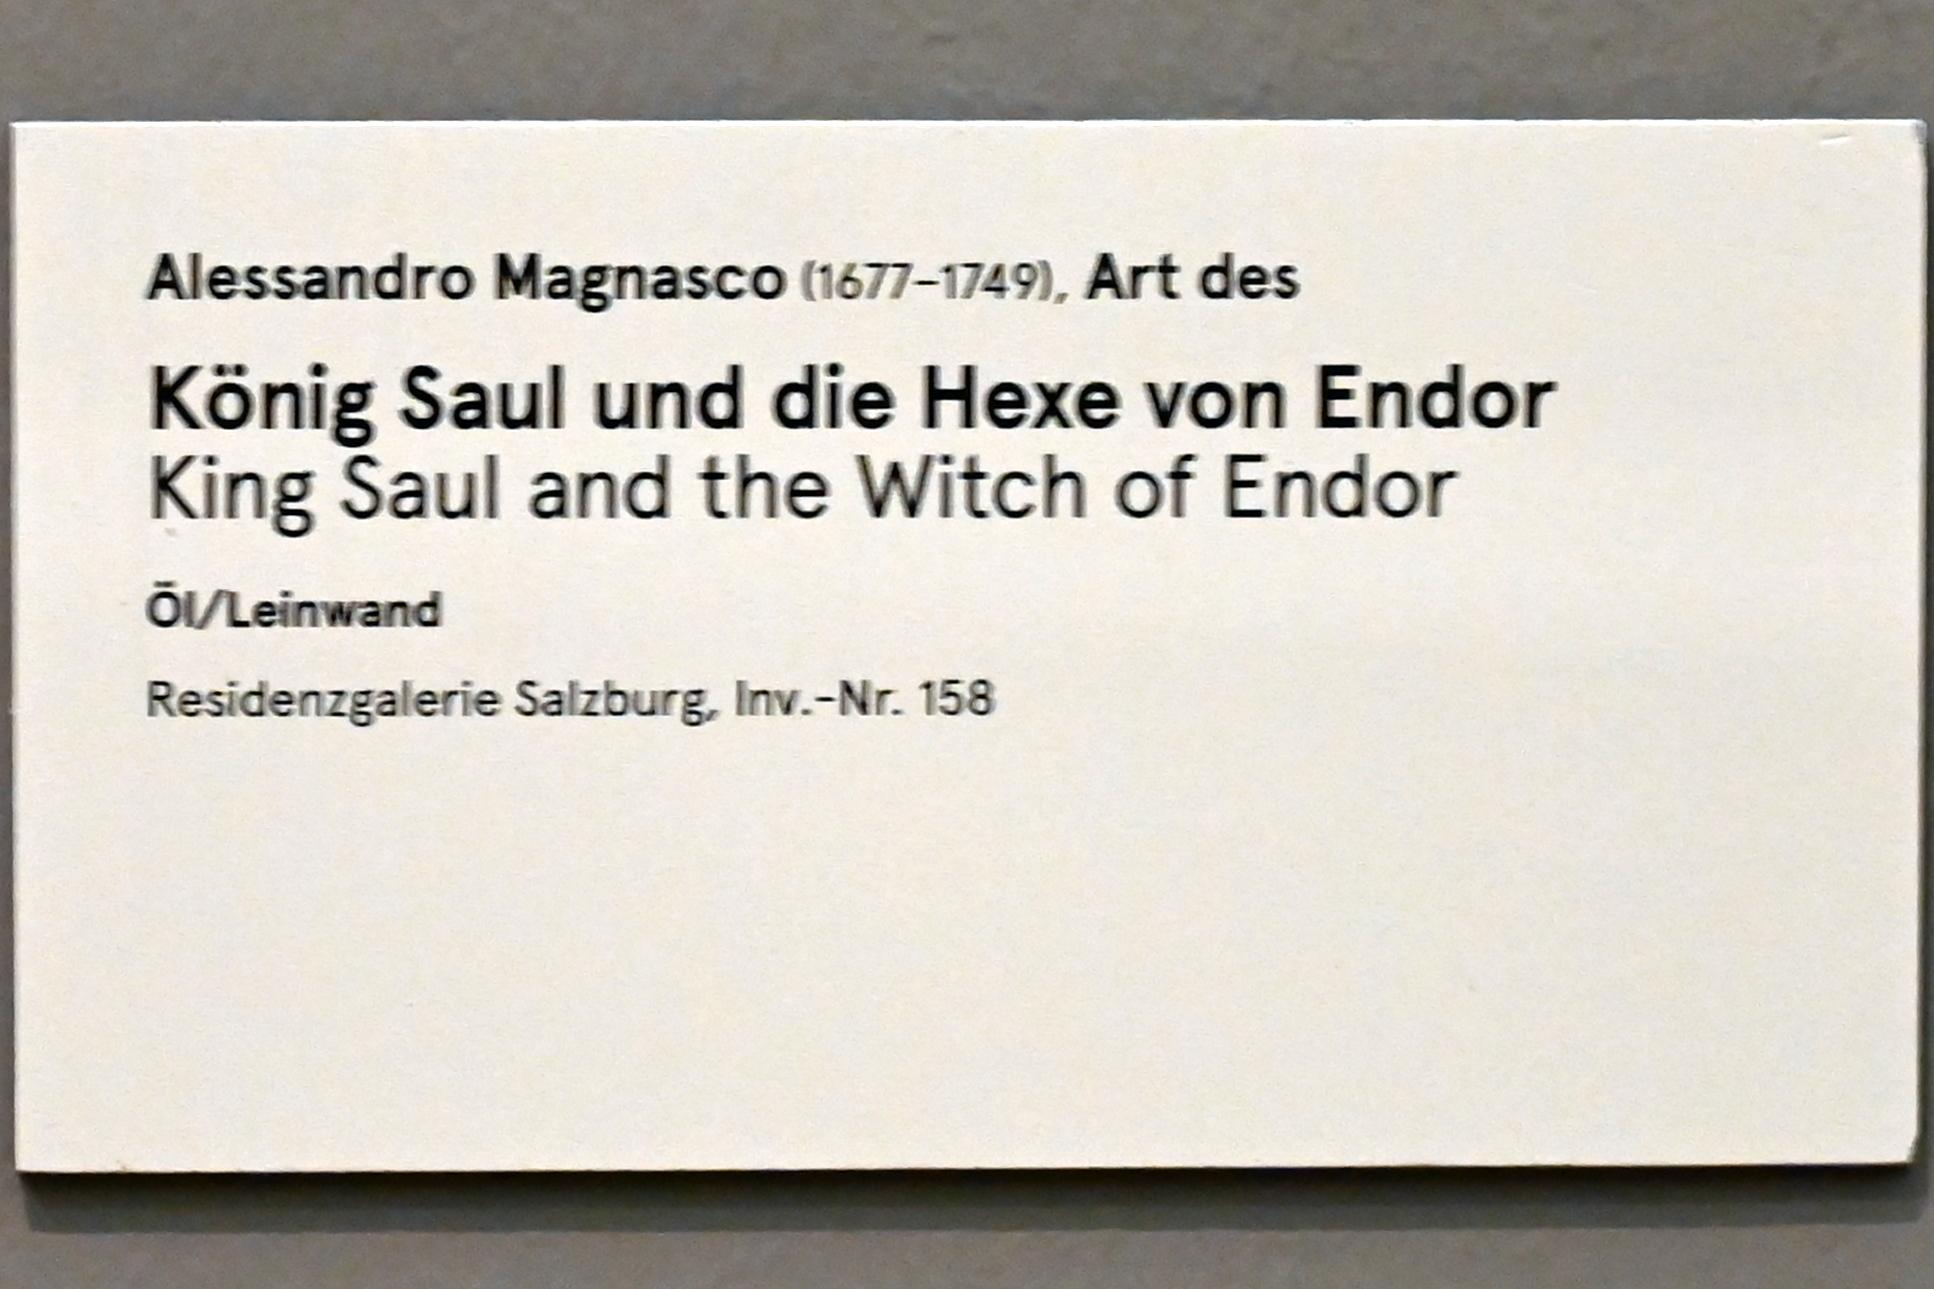 Alessandro Magnasco (1677–1749), Art des
König Saul und die Hexe von Endor
King Saul and the Witch of Endor
Öl/Leinwand
Residenzgalerie Salzburg, Inv.-Nr. 158